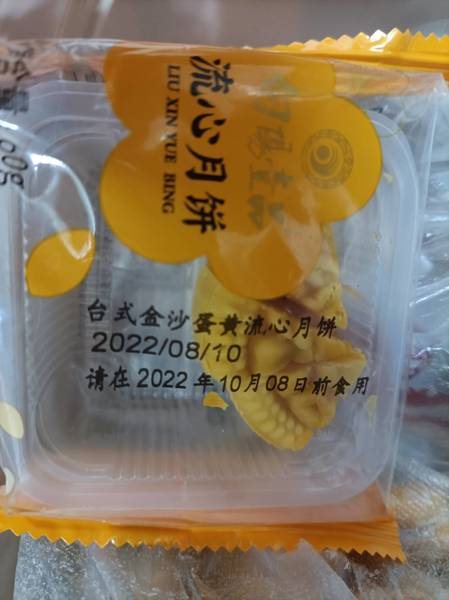 流心月饼
LIU XIN YUE BING
60g
台式金沙蛋黄流心月饼
2022/08/10
请在2022年10月08日前食用